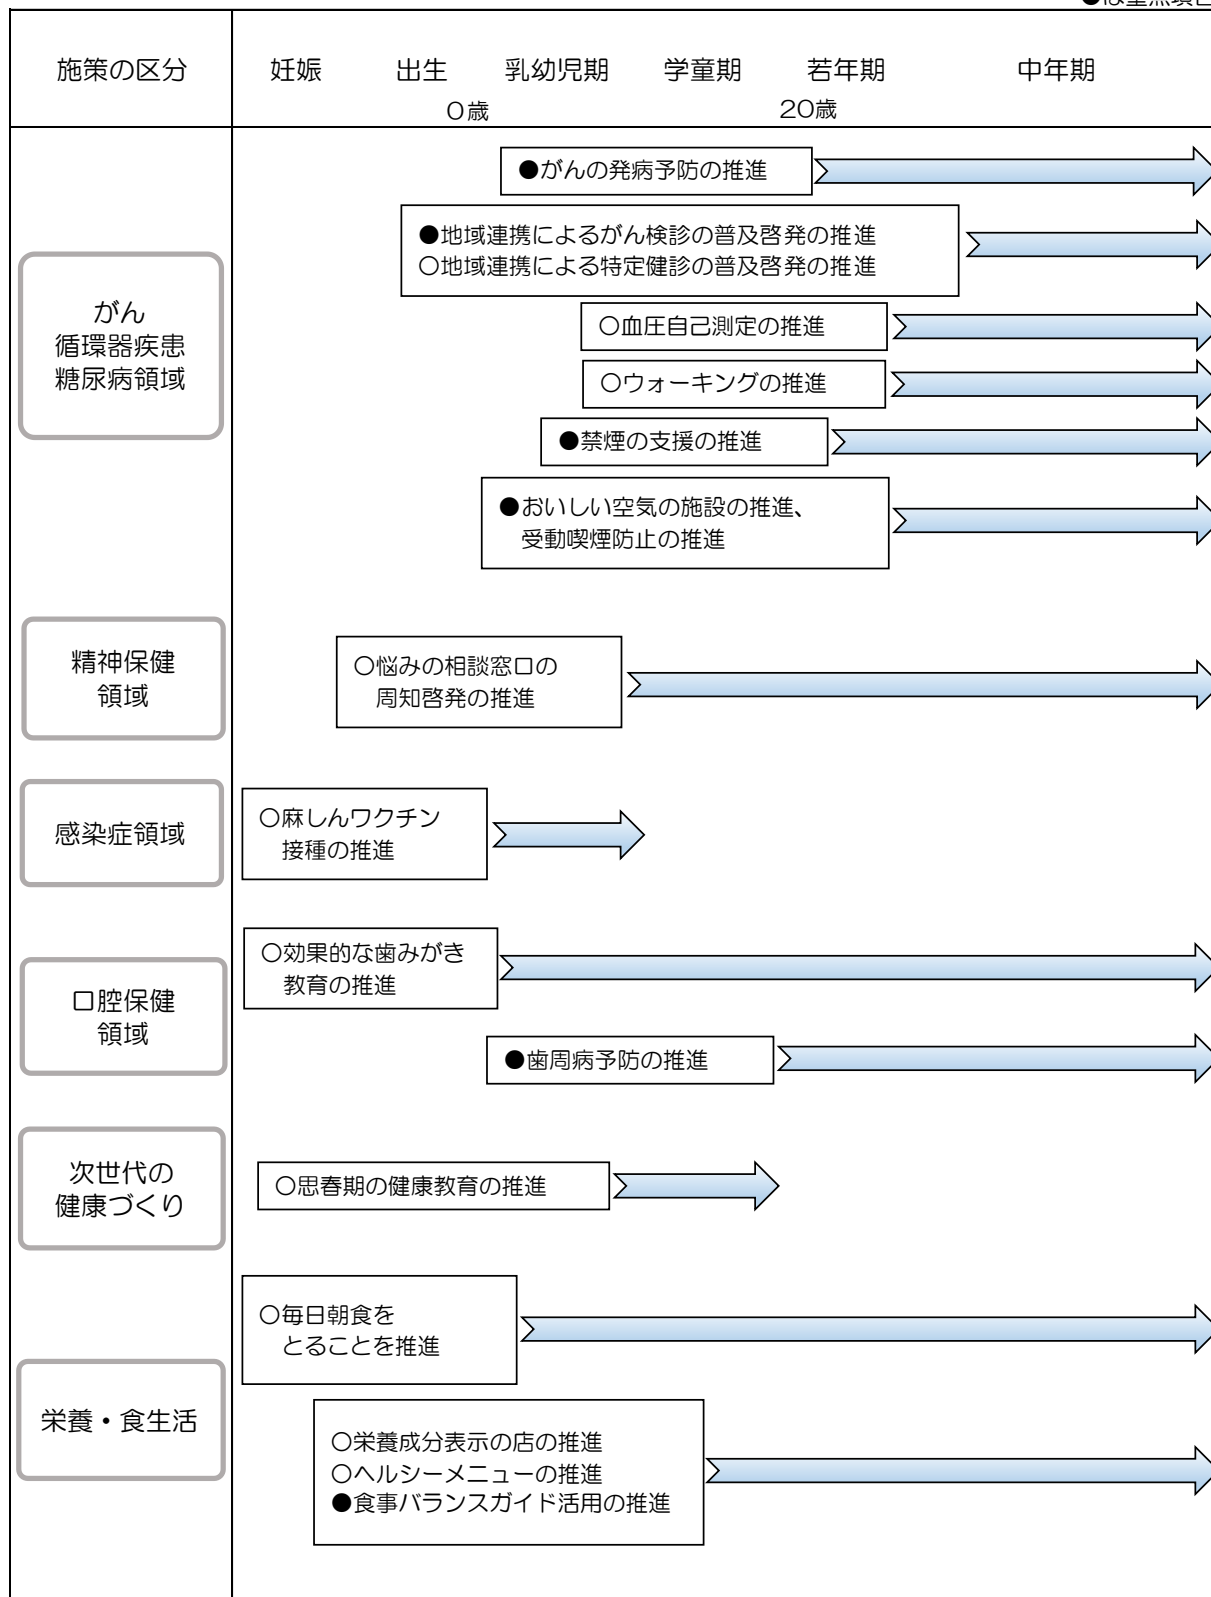 施策の区分
妊娠 出生 乳幼児期 学童期 若年期 中年期
０歳 20歳
がん
循環器疾患
糖尿病領域
●がんの発病予防の推進
●地域連携によるがん検診の普及啓発の推進
○地域連携による特定健診の普及啓発の推進
○血圧自己測定の推進
○ウォーキングの推進
●禁煙の支援の推進
●おいしい空気の施設の推進、
受動喫煙防止の推進
精神保健
領域
○悩みの相談窓口の
周知啓発の推進
感染症領域
○麻しんワクチン
接種の推進
口腔保健
領域
○効果的な歯みがき
教育の推進
●歯周病予防の推進
次世代の
健康づくり
○思春期の健康教育の推進
栄養・食生活
○毎日朝食を
とることを推進
○栄養成分表示の店の推進
○ヘルシーメニューの推進
●食事バランスガイド活用の推進